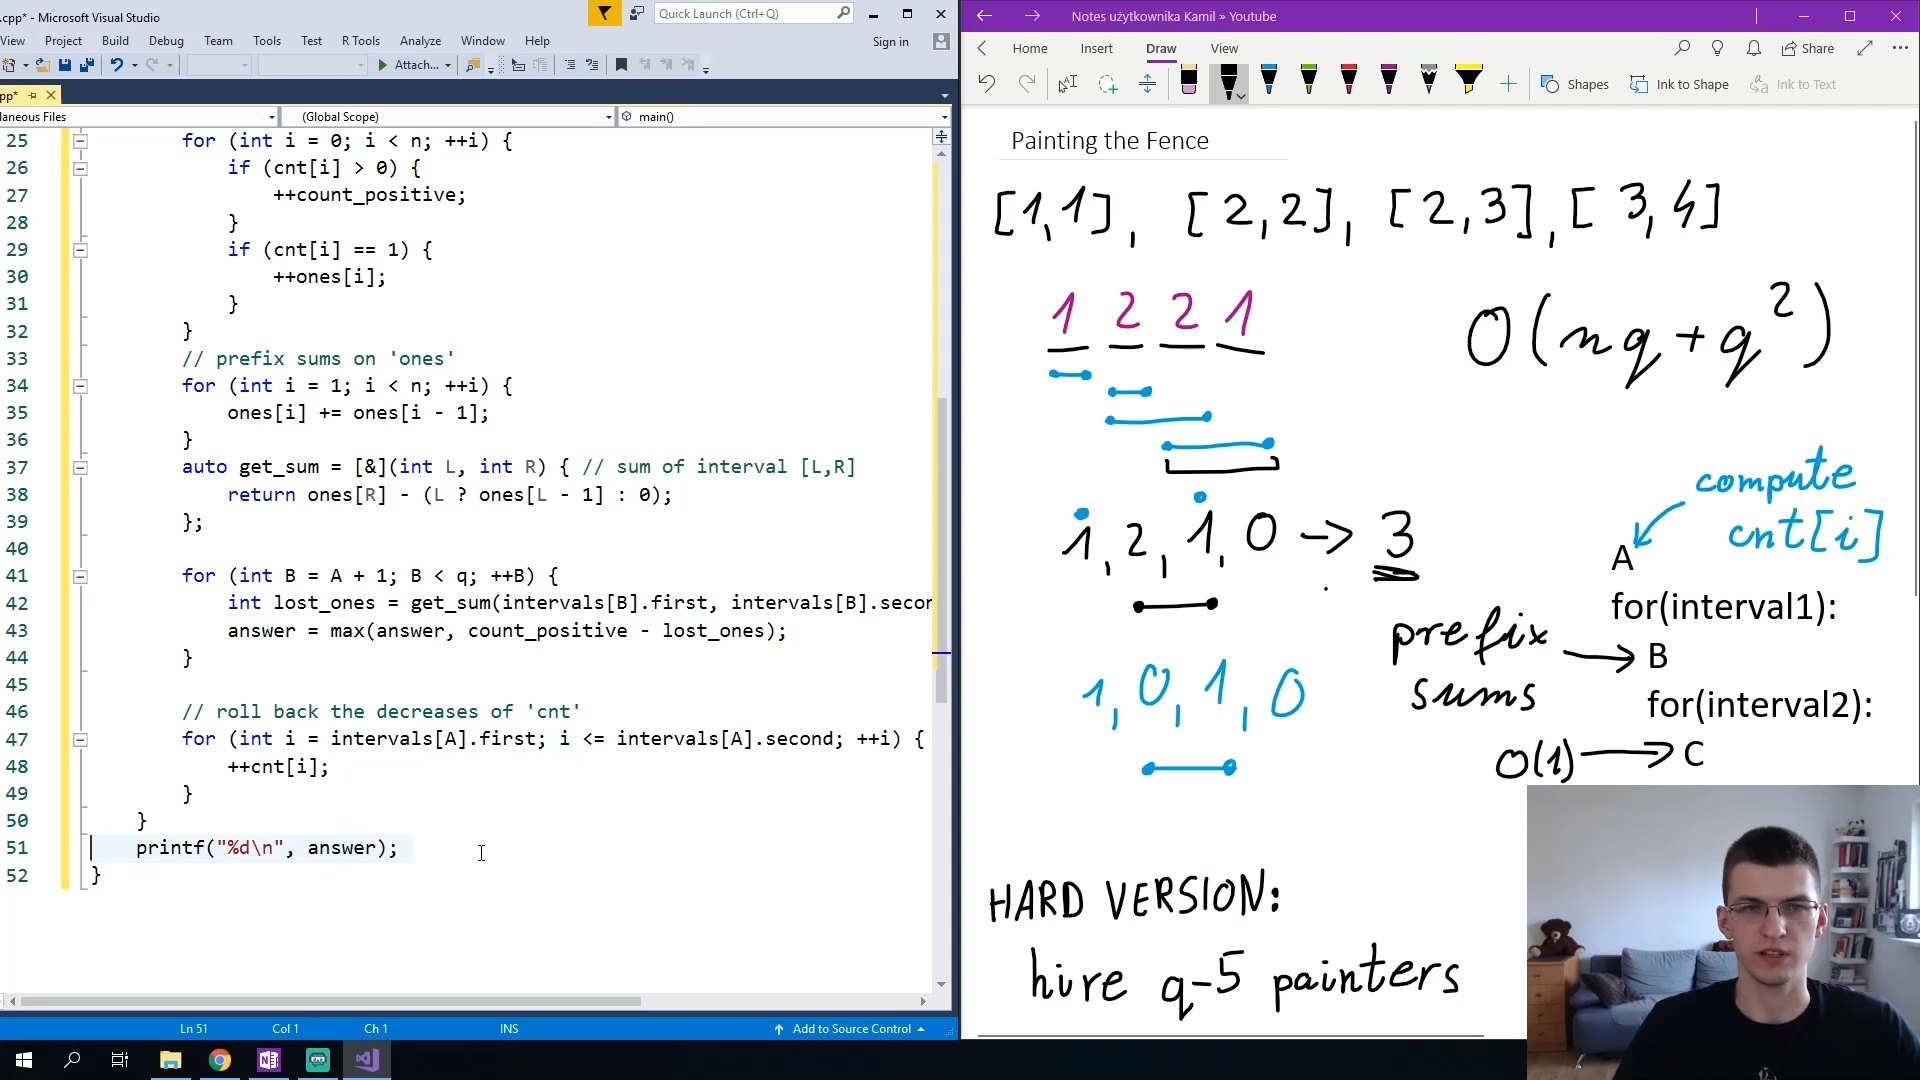 .cpp* - Microsoft Visual Studio
Quick Launch (Ctrl+Q)
View Project Build Debug Team Tools Test R Tools Analyze Window Help Sign in
Attach...
pp*
laneous Files (Global Scope) main()
25 for (int i = 0; i < n; ++i) {
26 if (cnt[i] > 0) {
27 ++count_positive;
28 }
29 if (cnt[i] == 1) {
30 ++ones[i];
31 }
32 }
33 // prefix sums on 'ones'
34 for (int i = 1; i < n; ++i) {
35 ones[i] += ones[i - 1];
36 }
37 auto get_sum = [&](int L, int R) { // sum of interval [L,R]
38 return ones[R] - (L ? ones[L - 1] : 0);
39 };
40
41 for (int B = A + 1; B < q; ++B) {
42 int lost_ones = get_sum(intervals[B].first, intervals[B].secon
43 answer = max(answer, count_positive - lost_ones);
44 }
45
46 // roll back the decreases of 'cnt'
47 for (int i = intervals[A].first; i <= intervals[A].second; ++i) {
48 ++cnt[i];
49 }
50 }
51 printf("%d\n", answer);
52 }
Ln 51 Col 1 Ch 1 INS Add to Source Control
Notes użytkownika Kamil » Youtube
Home Insert Draw View Share
Shapes Ink to Shape Ink to Text
Painting the Fence
[1,1], [2,2], [2,3], [3,4]
1 2 2 1
O(nq+q²)
compute
cnt[i]
1, 2, 1, 0 -> 3
A
for(interval1):
prefix
sums
B
1, 0, 1, 0
for(interval2):
O(1) C
HARD VERSION:
hire q-5 painters